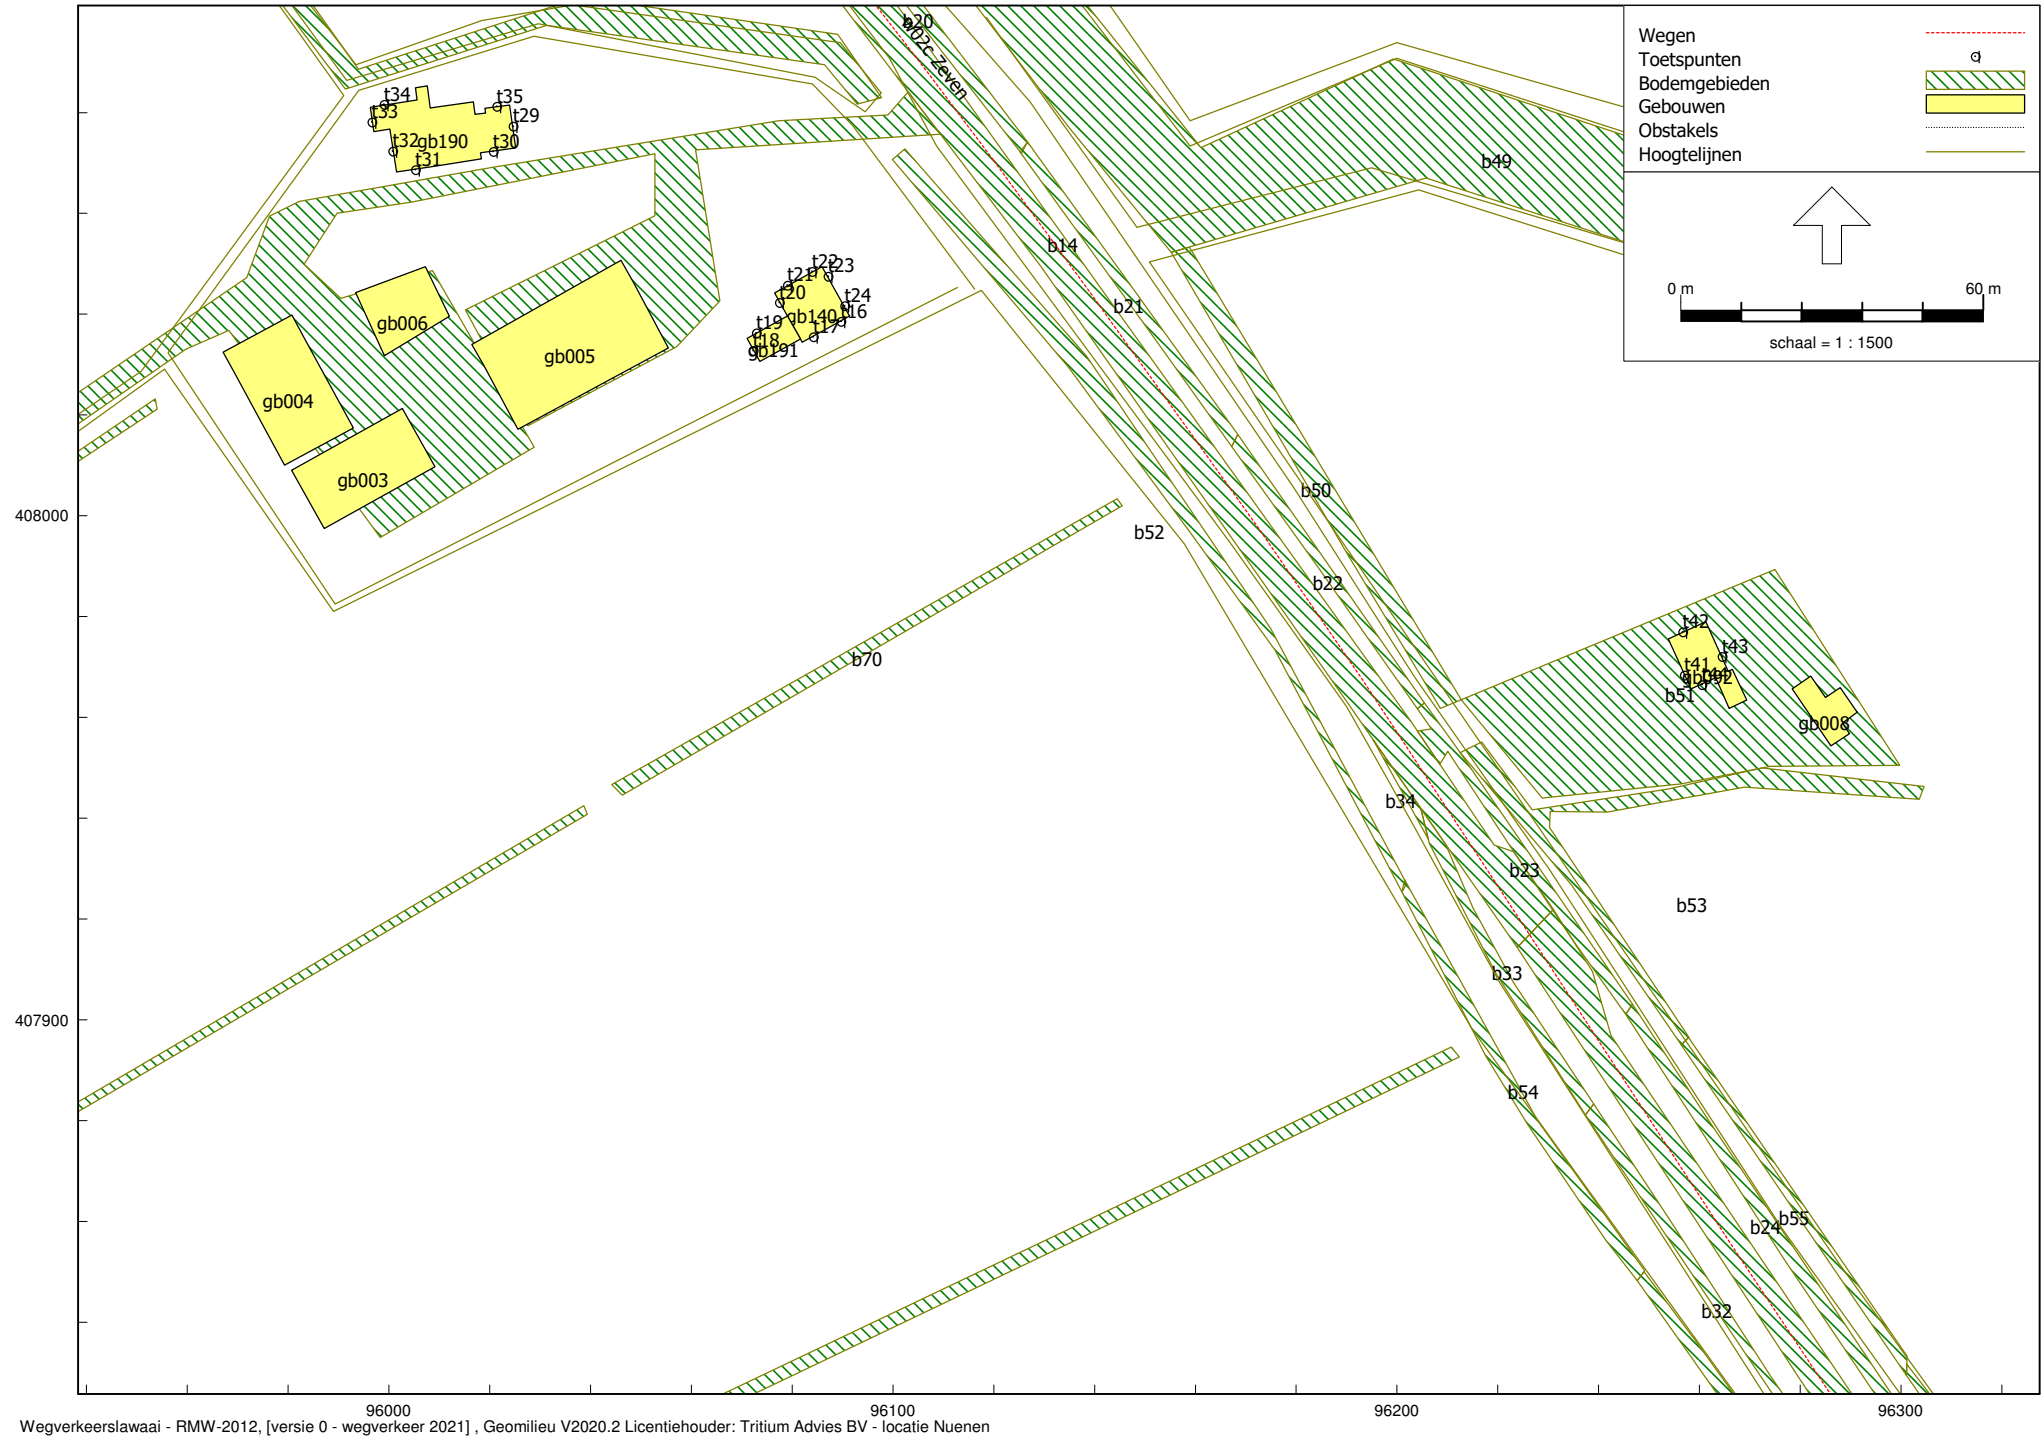 b20
w02c Zeven
Wegen
Toetspunten
Bodemgebieden
Gebouwen
Obstakels
Hoogtelijnen
0 m
60 m
schaal = 1 : 1500
t34
t33
t35
t29
t32
gb190
t30
t31
b49
b14
t22
t23
t21
t20
t24
gb140
t16
t17
t19
t18
gb191
b21
gb006
gb005
gb004
gb003
b50
408000
b52
b22
b70
t42
t43
t41
t44
gb092
b51
gb008
b34
b23
b53
b33
407900
b54
b55
b24
b32
96000
96100
96200
96300
Wegverkeerslawaai - RMW-2012, [versie 0 - wegverkeer 2021] , Geomilieu V2020.2 Licentiehouder: Tritium Advies BV - locatie Nuenen